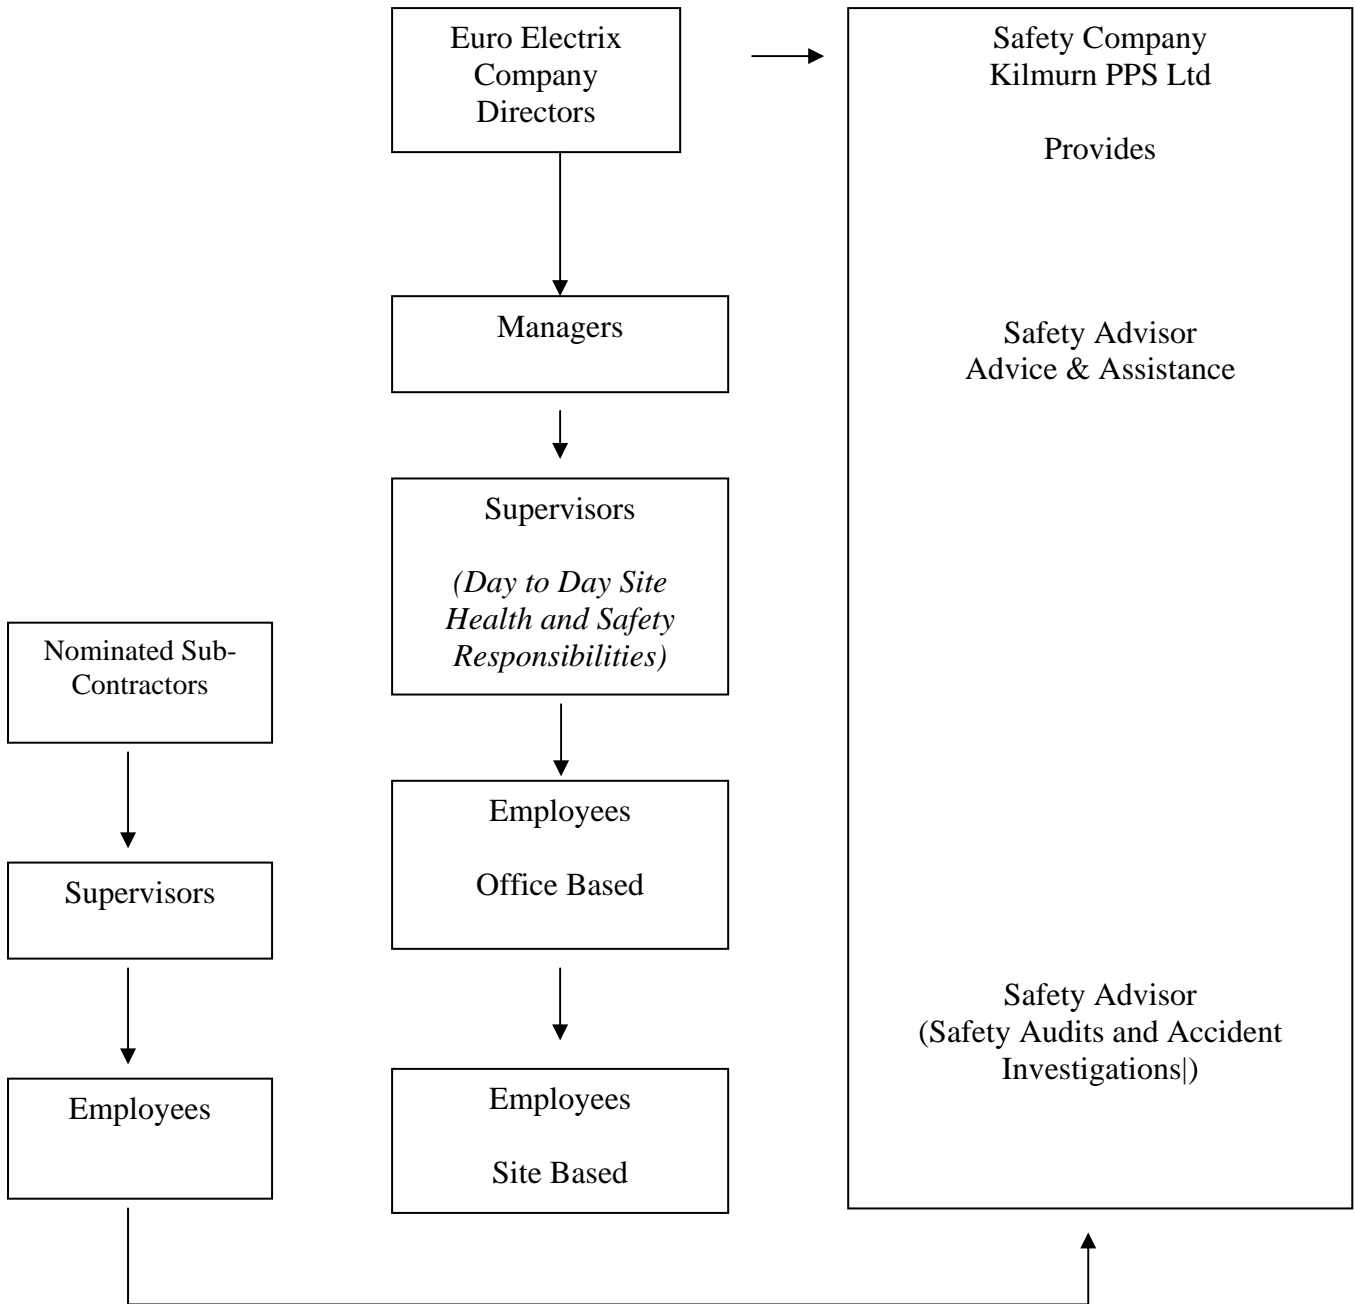 Euro Electrix
Company
Directors
Safety Company
Kilmurn PPS Ltd
Provides
Managers
Safety Advisor
Advice & Assistance
Supervisors
(Day to Day Site
Health and Safety
Responsibilities)
Nominated Sub-
Contractors
Employees
Office Based
Supervisors
Safety Advisor
(Safety Audits and Accident
Investigations|)
Employees
Employees
Site Based